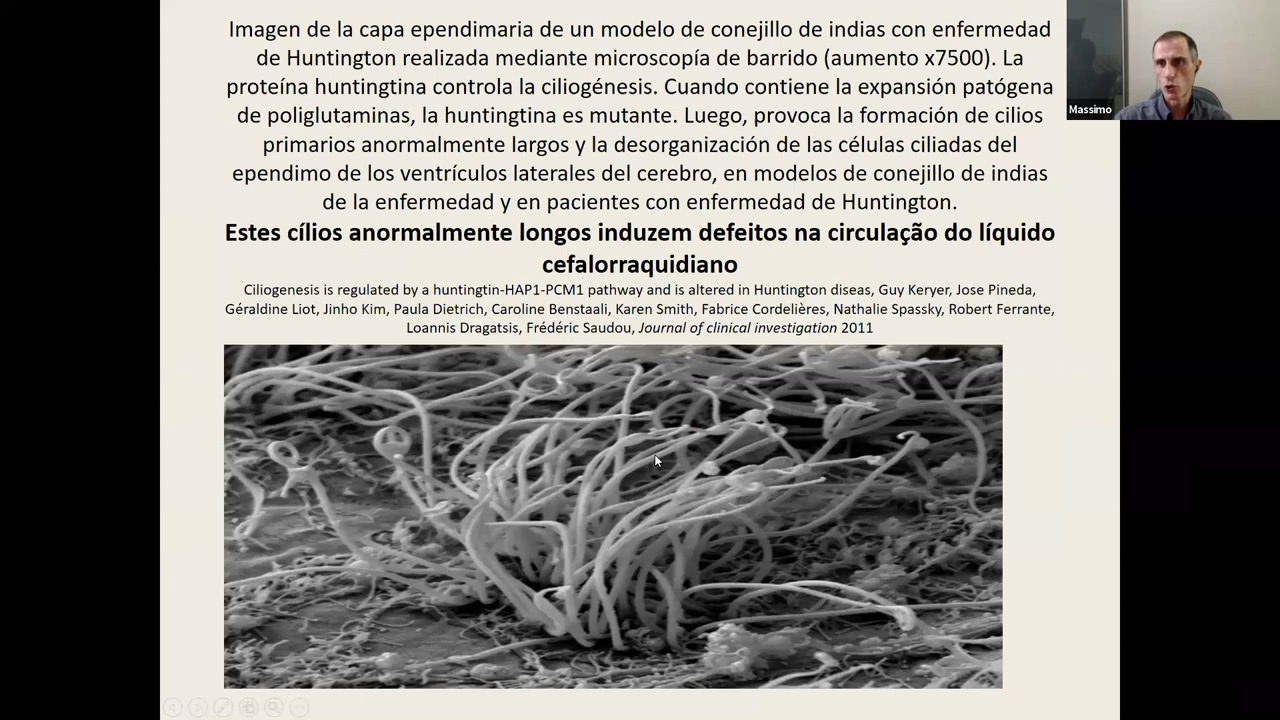 Imagen de la capa ependimaria de un modelo de conejillo de indias con enfermedad
de Huntington realizada mediante microscopía de barrido (aumento x7500). La
proteína huntingtina controla la ciliogénesis. Cuando contiene la expansión patógena
de poliglutaminas, la huntingtina es mutante. Luego, provoca la formación de cilios
primarios anormalmente largos y la desorganización de las células ciliadas del
ependimo de los ventrículos laterales del cerebro, en modelos de conejillo de indias
de la enfermedad y en pacientes con enfermedad de Huntington.
Estes cílios anormalmente longos induzem defeitos na circulação do líquido
cefalorraquidiano
Ciliogenesis is regulated by a huntingtin-HAP1-PCM1 pathway and is altered in Huntington diseas, Guy Keryer, Jose Pineda,
Géraldine Liot, Jinho Kim, Paula Dietrich, Caroline Benstaali, Karen Smith, Fabrice Cordelières, Nathalie Spassky, Robert Ferrante,
Loannis Dragatsis, Frédéric Saudou, Journal of clinical investigation 2011
Massimo